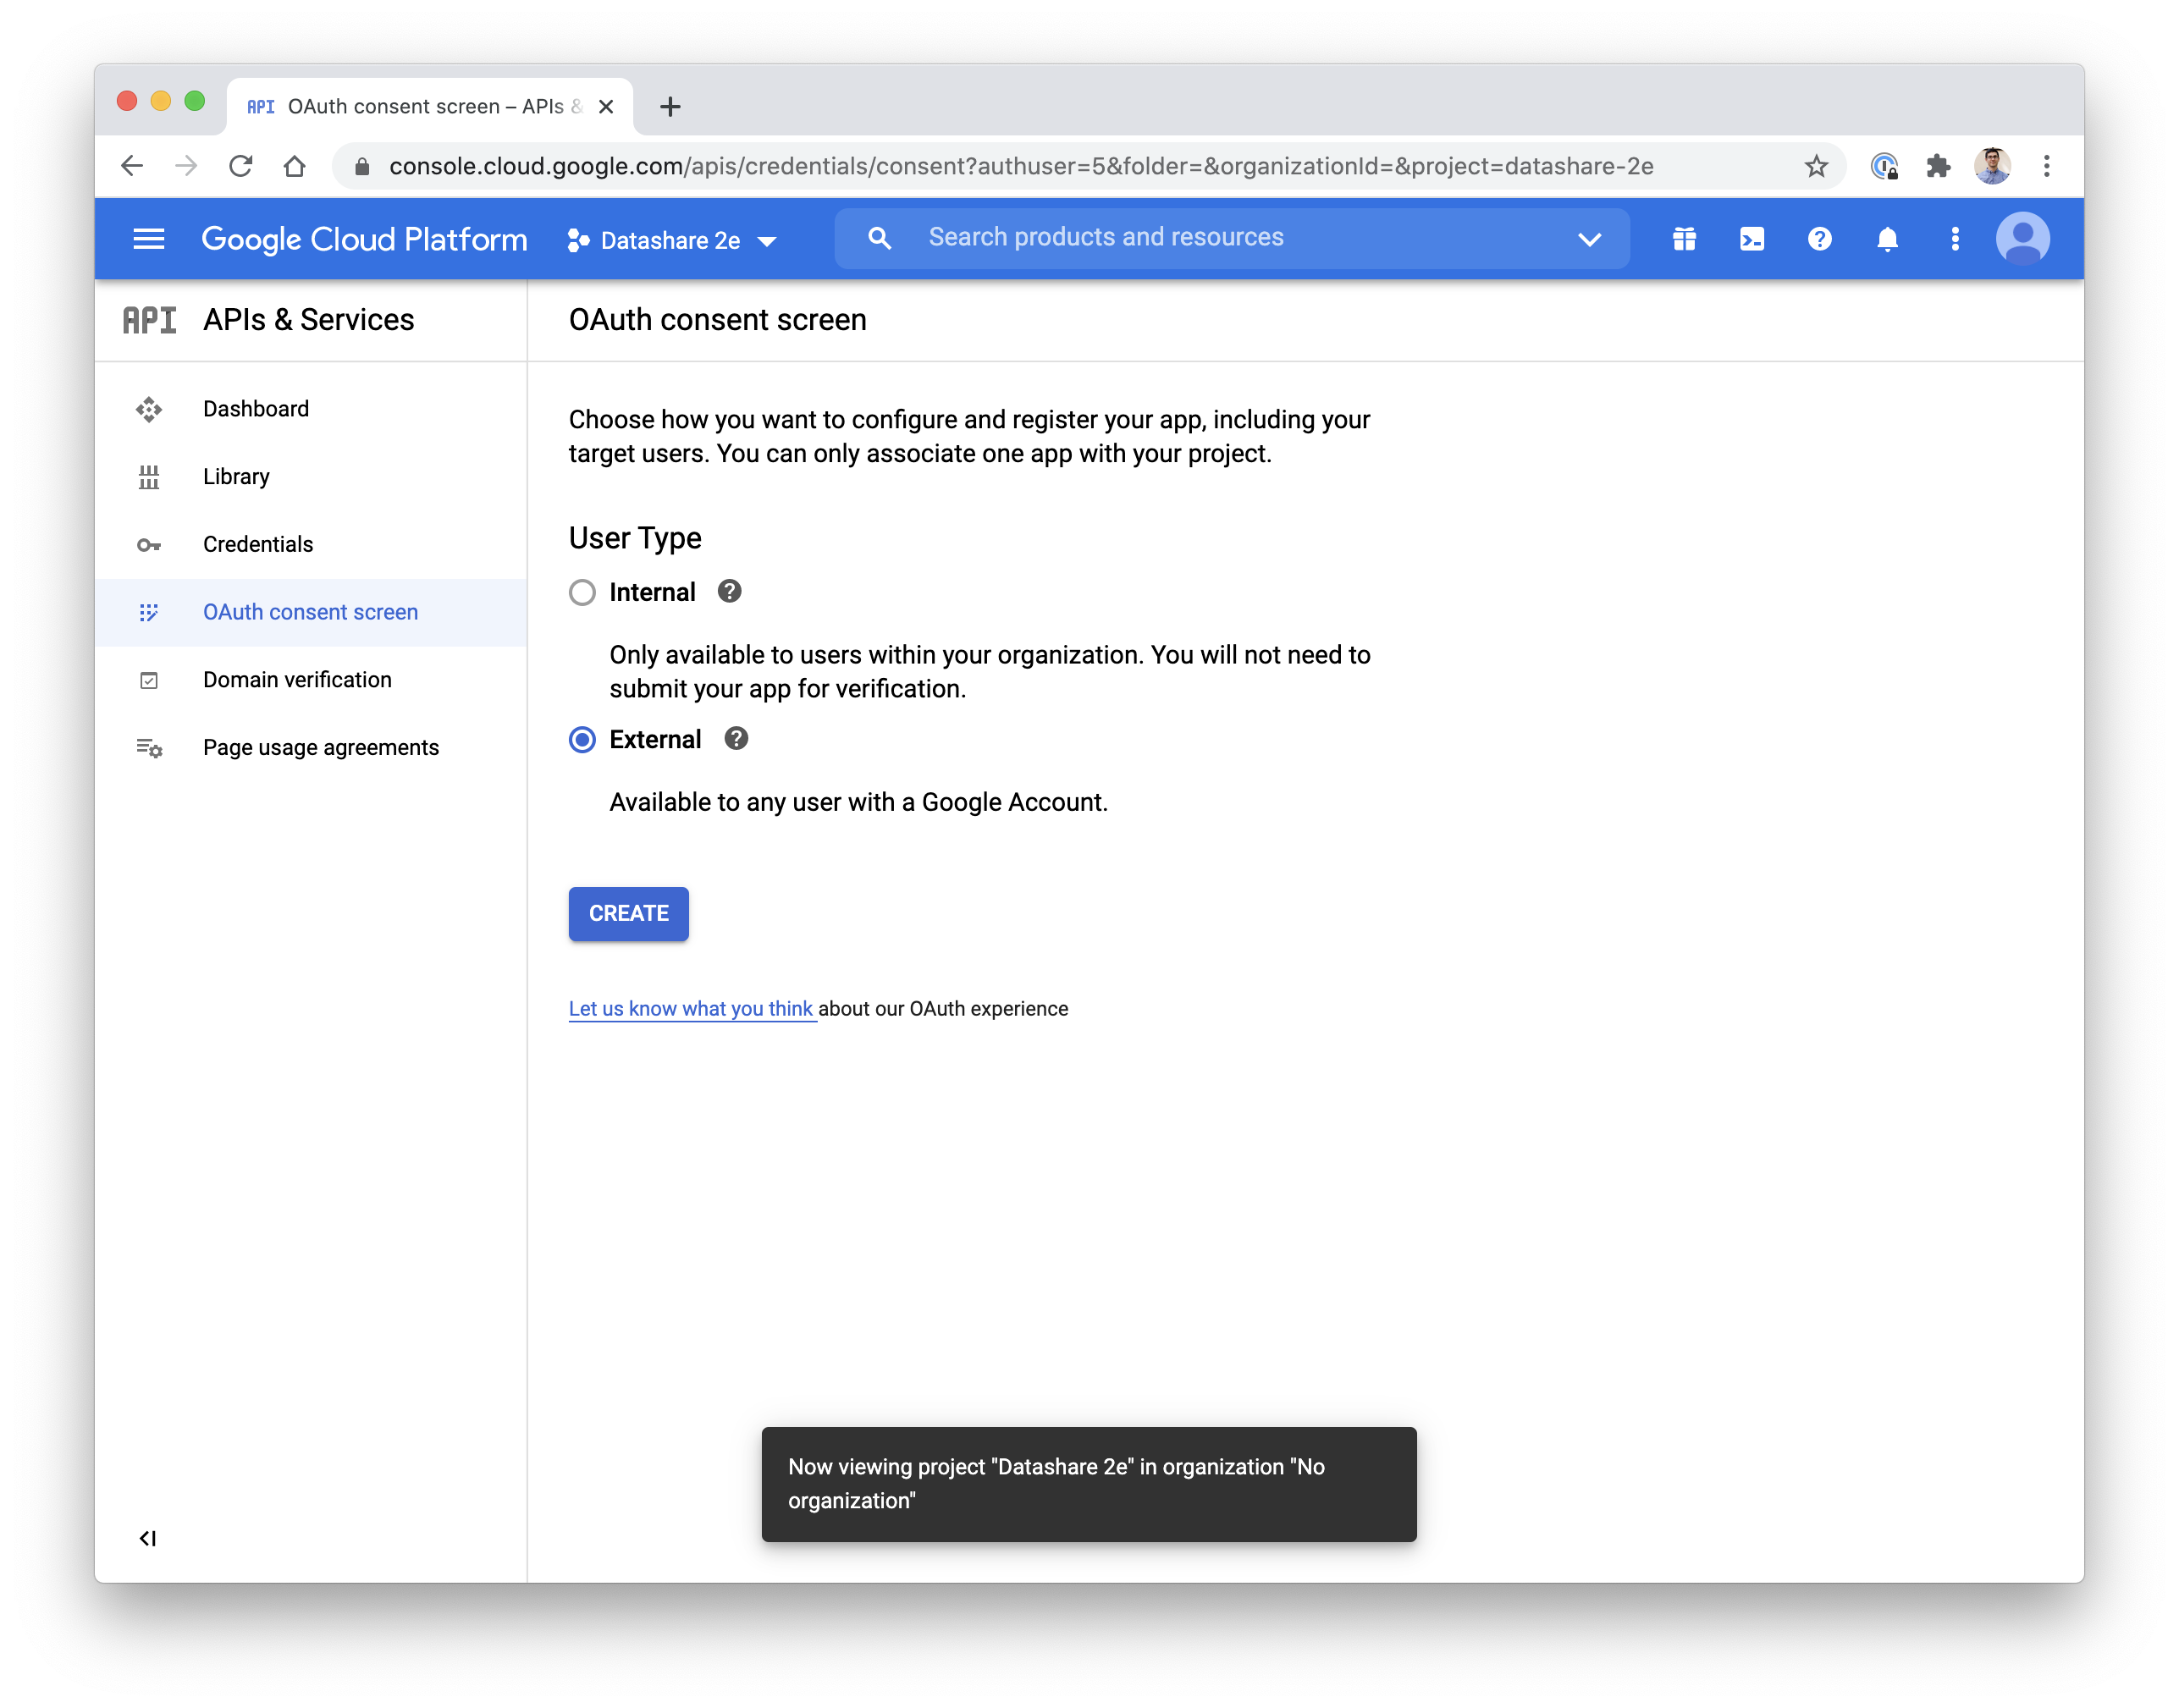 API OAuth consent screen – APIs &
console.cloud.google.com/apis/credentials/consent?authuser=5&folder=&organizationId=&project=datashare-2e
Google Cloud Platform
Datashare 2e
Search products and resources
API APIs & Services
OAuth consent screen
Dashboard
Library
Credentials
OAuth consent screen
Domain verification
Page usage agreements
Choose how you want to configure and register your app, including your
target users. You can only associate one app with your project.
User Type
Internal
Only available to users within your organization. You will not need to
submit your app for verification.
External
Available to any user with a Google Account.
CREATE
Let us know what you think about our OAuth experience
Now viewing project "Datashare 2e" in organization "No
organization"